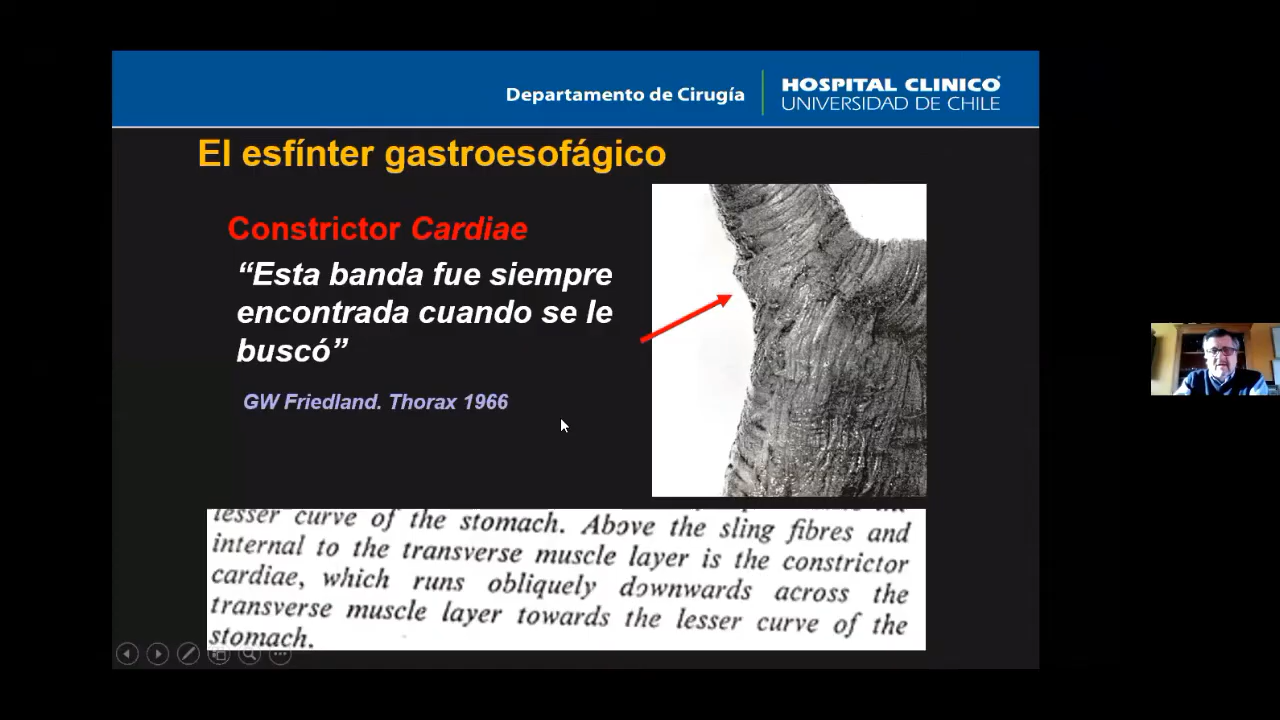 Departamento de Cirugía
HOSPITAL CLINICO
UNIVERSIDAD DE CHILE
El esfínter gastroesofágico
Constrictor Cardiae
“Esta banda fue siempre
encontrada cuando se le
buscó”
GW Friedland. Thorax 1966
lesser curve of the stomach. Above the sling fibres and
internal to the transverse muscle layer is the constrictor
cardiae, which runs obliquely downwards across the
transverse muscle layer towards the lesser curve of the
stomach.